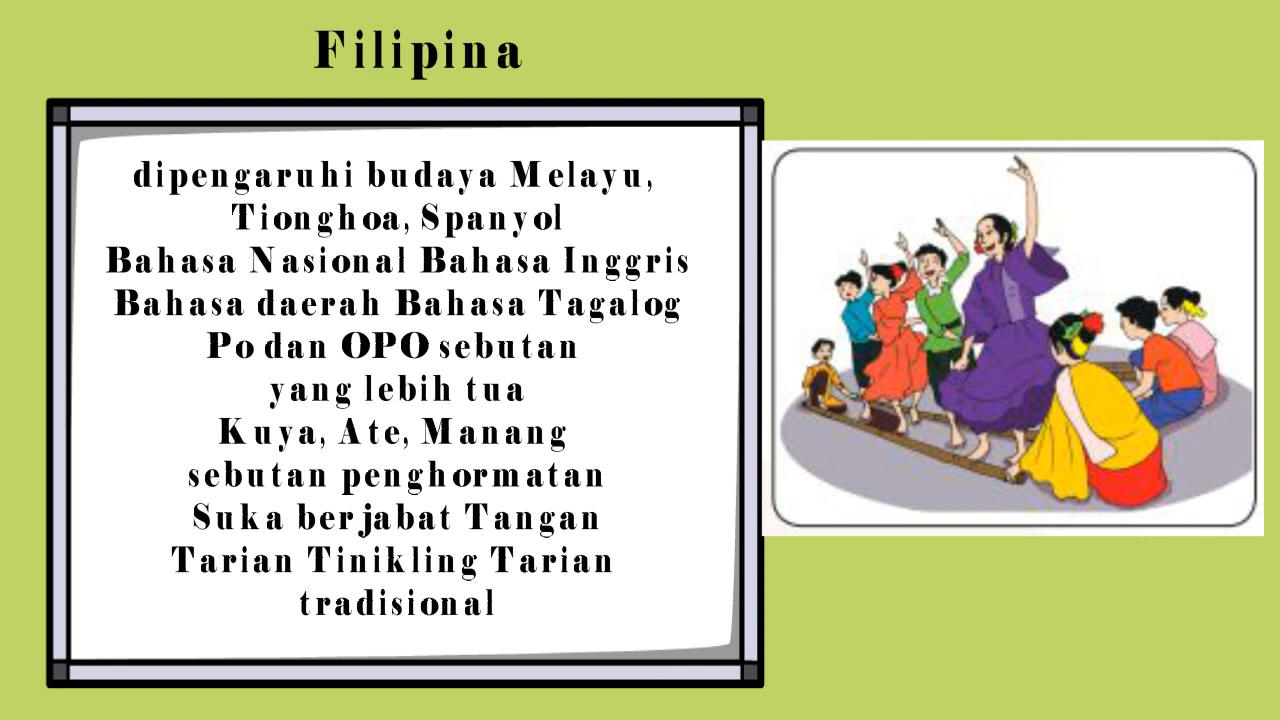 Filipina
dipengaruhi budaya Melayu,
Tionghoa, Spanyol
Bahasa Nasional Bahasa Inggris
Bahasa daerah Bahasa Tagalog
Po dan OPO sebutan
yang lebih tua
Kuya, Ate, Manang
sebutan penghormatan
Suka berjabat Tangan
Tarian Tinikling Tarian
tradisional